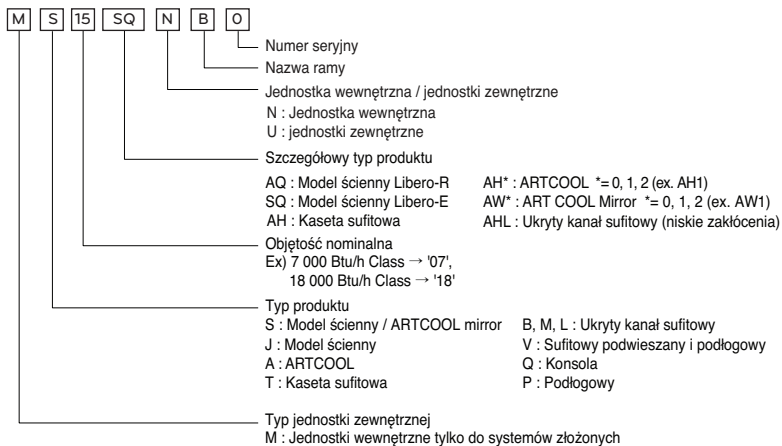 M S 15 SQ N B 0
Numer seryjny
Nazwa ramy
Jednostka wewnętrzna / jednostki zewnętrzne
N : Jednostka wewnętrzna
U : jednostki zewnętrzne
Szczegółowy typ produktu
AQ : Model ścienny Libero-R AH* : ARTCOOL *= 0, 1, 2 (ex. AH1)
SQ : Model ścienny Libero-E AW* : ART COOL Mirror *= 0, 1, 2 (ex. AW1)
AH : Kaseta sufitowa AHL : Ukryty kanał sufitowy (niskie zakłócenia)
Objętość nominalna
Ex) 7 000 Btu/h Class → '07',
18 000 Btu/h Class → '18'
Typ produktu
S : Model ścienny / ARTCOOL mirror B, M, L : Ukryty kanał sufitowy
J : Model ścienny V : Sufitowy podwieszany i podłogowy
A : ARTCOOL Q : Konsola
T : Kaseta sufitowa P : Podłogowy
Typ jednostki zewnętrznej
M : Jednostki wewnętrzne tylko do systemów złożonych